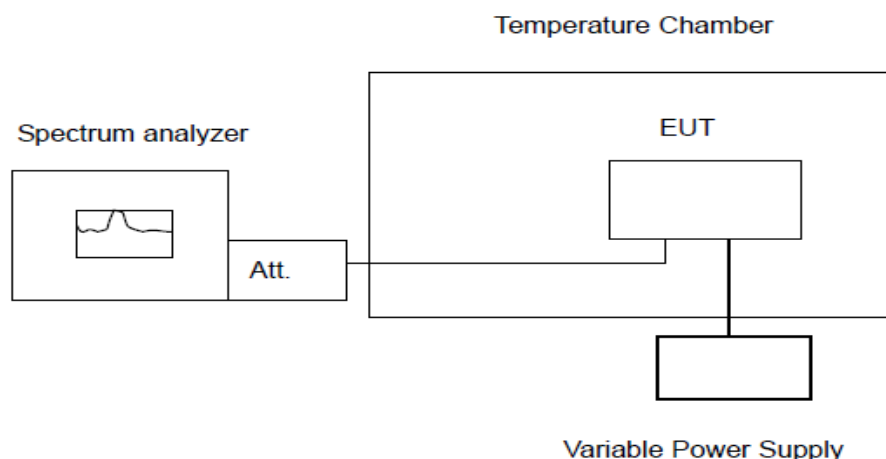 Temperature Chamber
Spectrum analyzer
EUT
Att.
Variable Power Supply